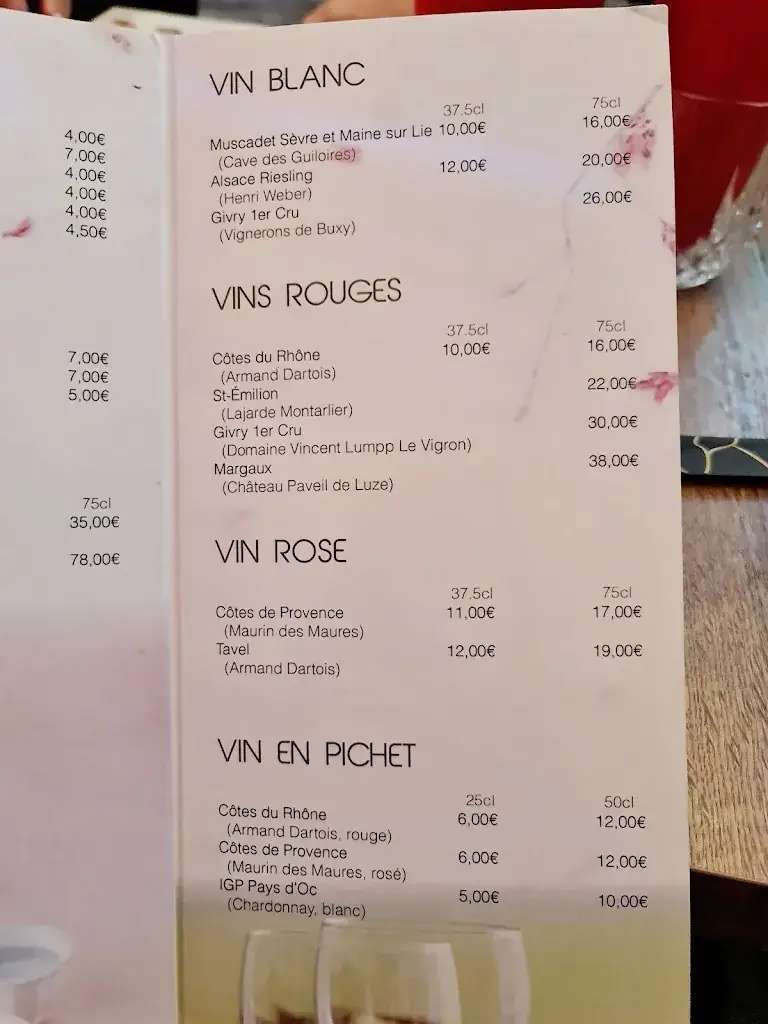 4,00€
7,00€
4,00€
4,00€
4,00€
4,50€
7,00€
7,00€
5,00€
75cl
35,00€
78,00€
VIN BLANC
37.5cl 75cl
Muscadet Sèvre et Maine sur Lie 10,00€ 16,00€
(Cave des Guiloires)
Alsace Riesling 12,00€ 20,00€
(Henri Weber)
Givry 1er Cru 26,00€
(Vignerons de Buxy)
VINS ROUGES
37.5cl 75cl
Côtes du Rhône 10,00€ 16,00€
(Armand Dartois)
St-Émilion 22,00€
(Lajarde Montarlier)
Givry 1er Cru 30,00€
(Domaine Vincent Lumpp Le Vigron)
Margaux 38,00€
(Château Paveil de Luze)
VIN ROSE
37.5cl 75cl
Côtes de Provence 11,00€ 17,00€
(Maurin des Maures)
Tavel 12,00€ 19,00€
(Armand Dartois)
VIN EN PICHET
25cl 50cl
Côtes du Rhône 6,00€ 12,00€
(Armand Dartois, rouge)
Côtes de Provence 6,00€ 12,00€
(Maurin des Maures, rosé)
IGP Pays d'Oc 5,00€ 10,00€
(Chardonnay, blanc)